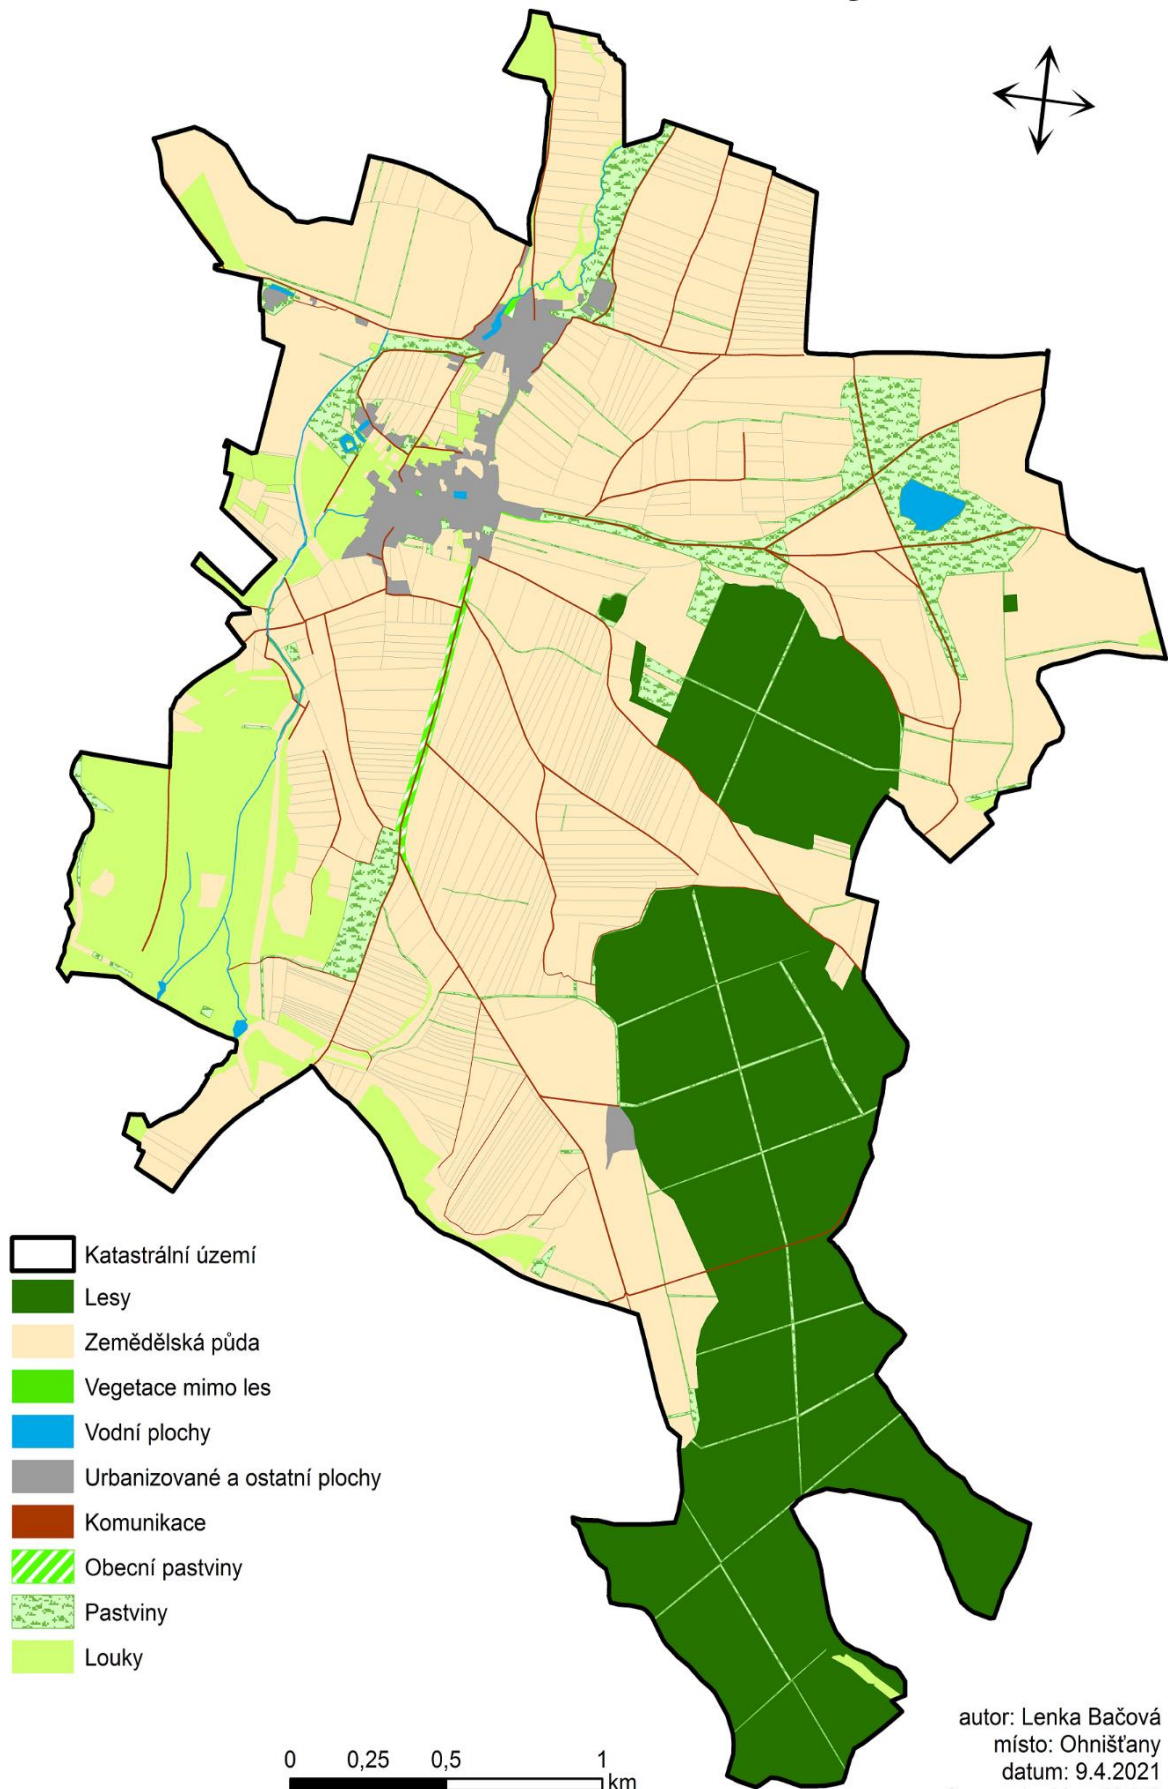 Katastrální území
Lesy
Zemědělská půda
Vegetace mimo les
Vodní plochy
Urbanizované a ostatní plochy
Komunikace
Obecní pastviny
Pastviny
Louky
0 0,25 0,5 1
km
autor: Lenka Bačová
místo: Ohnišťany
datum: 9.4.2021